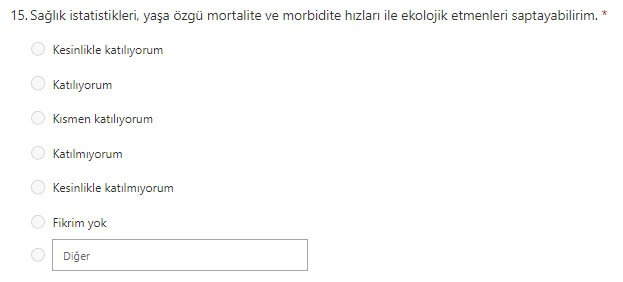 15. Sağlık istatistikleri, yaşa özgü mortalite ve morbidite hızları ile ekolojik etmenleri saptayabilirim. *
Kesinlikle katılıyorum
Katılıyorum
Kısmen katılıyorum
Katılmıyorum
Kesinlikle katılmıyorum
Fikrim yok
Diğer